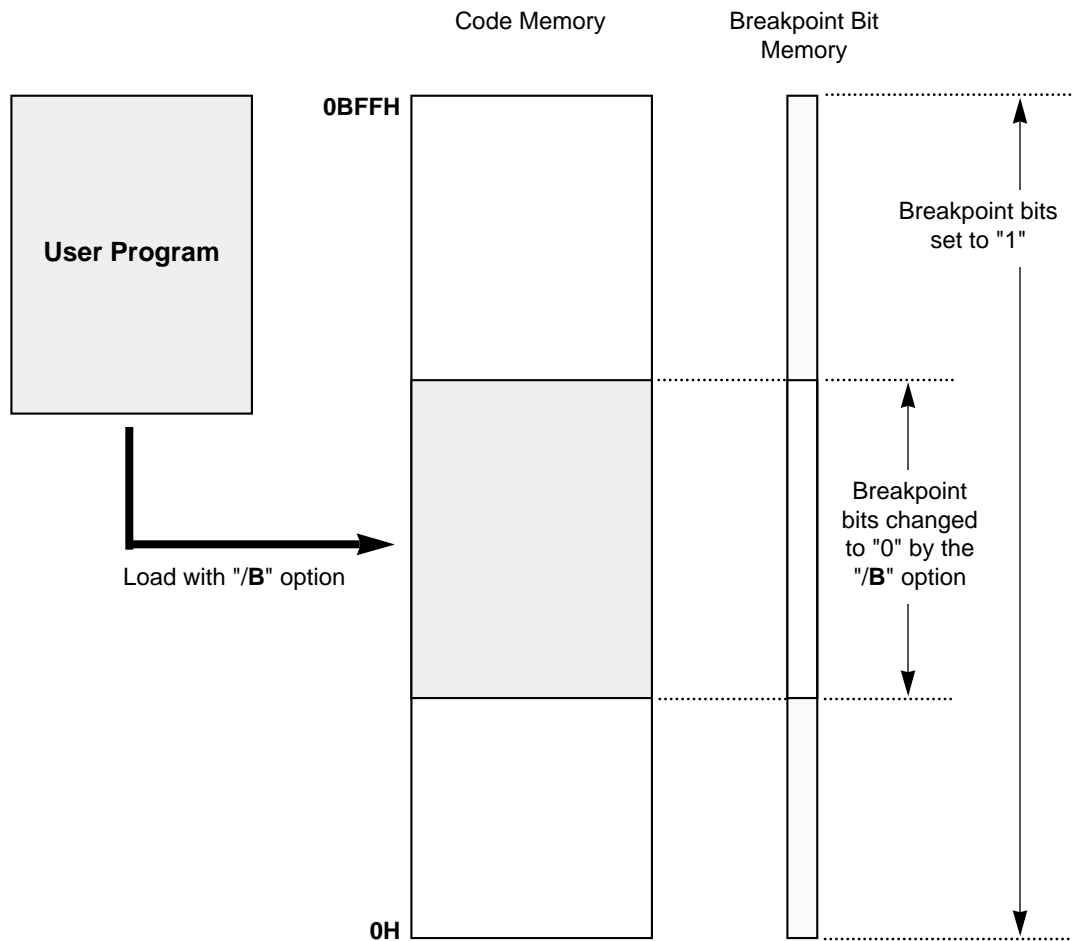 Code Memory
Breakpoint Bit
Memory
0BFFH
User Program
Breakpoint bits
set to "1"
Breakpoint
bits changed
to "0" by the
"/B" option
Load with "/B" option
0H